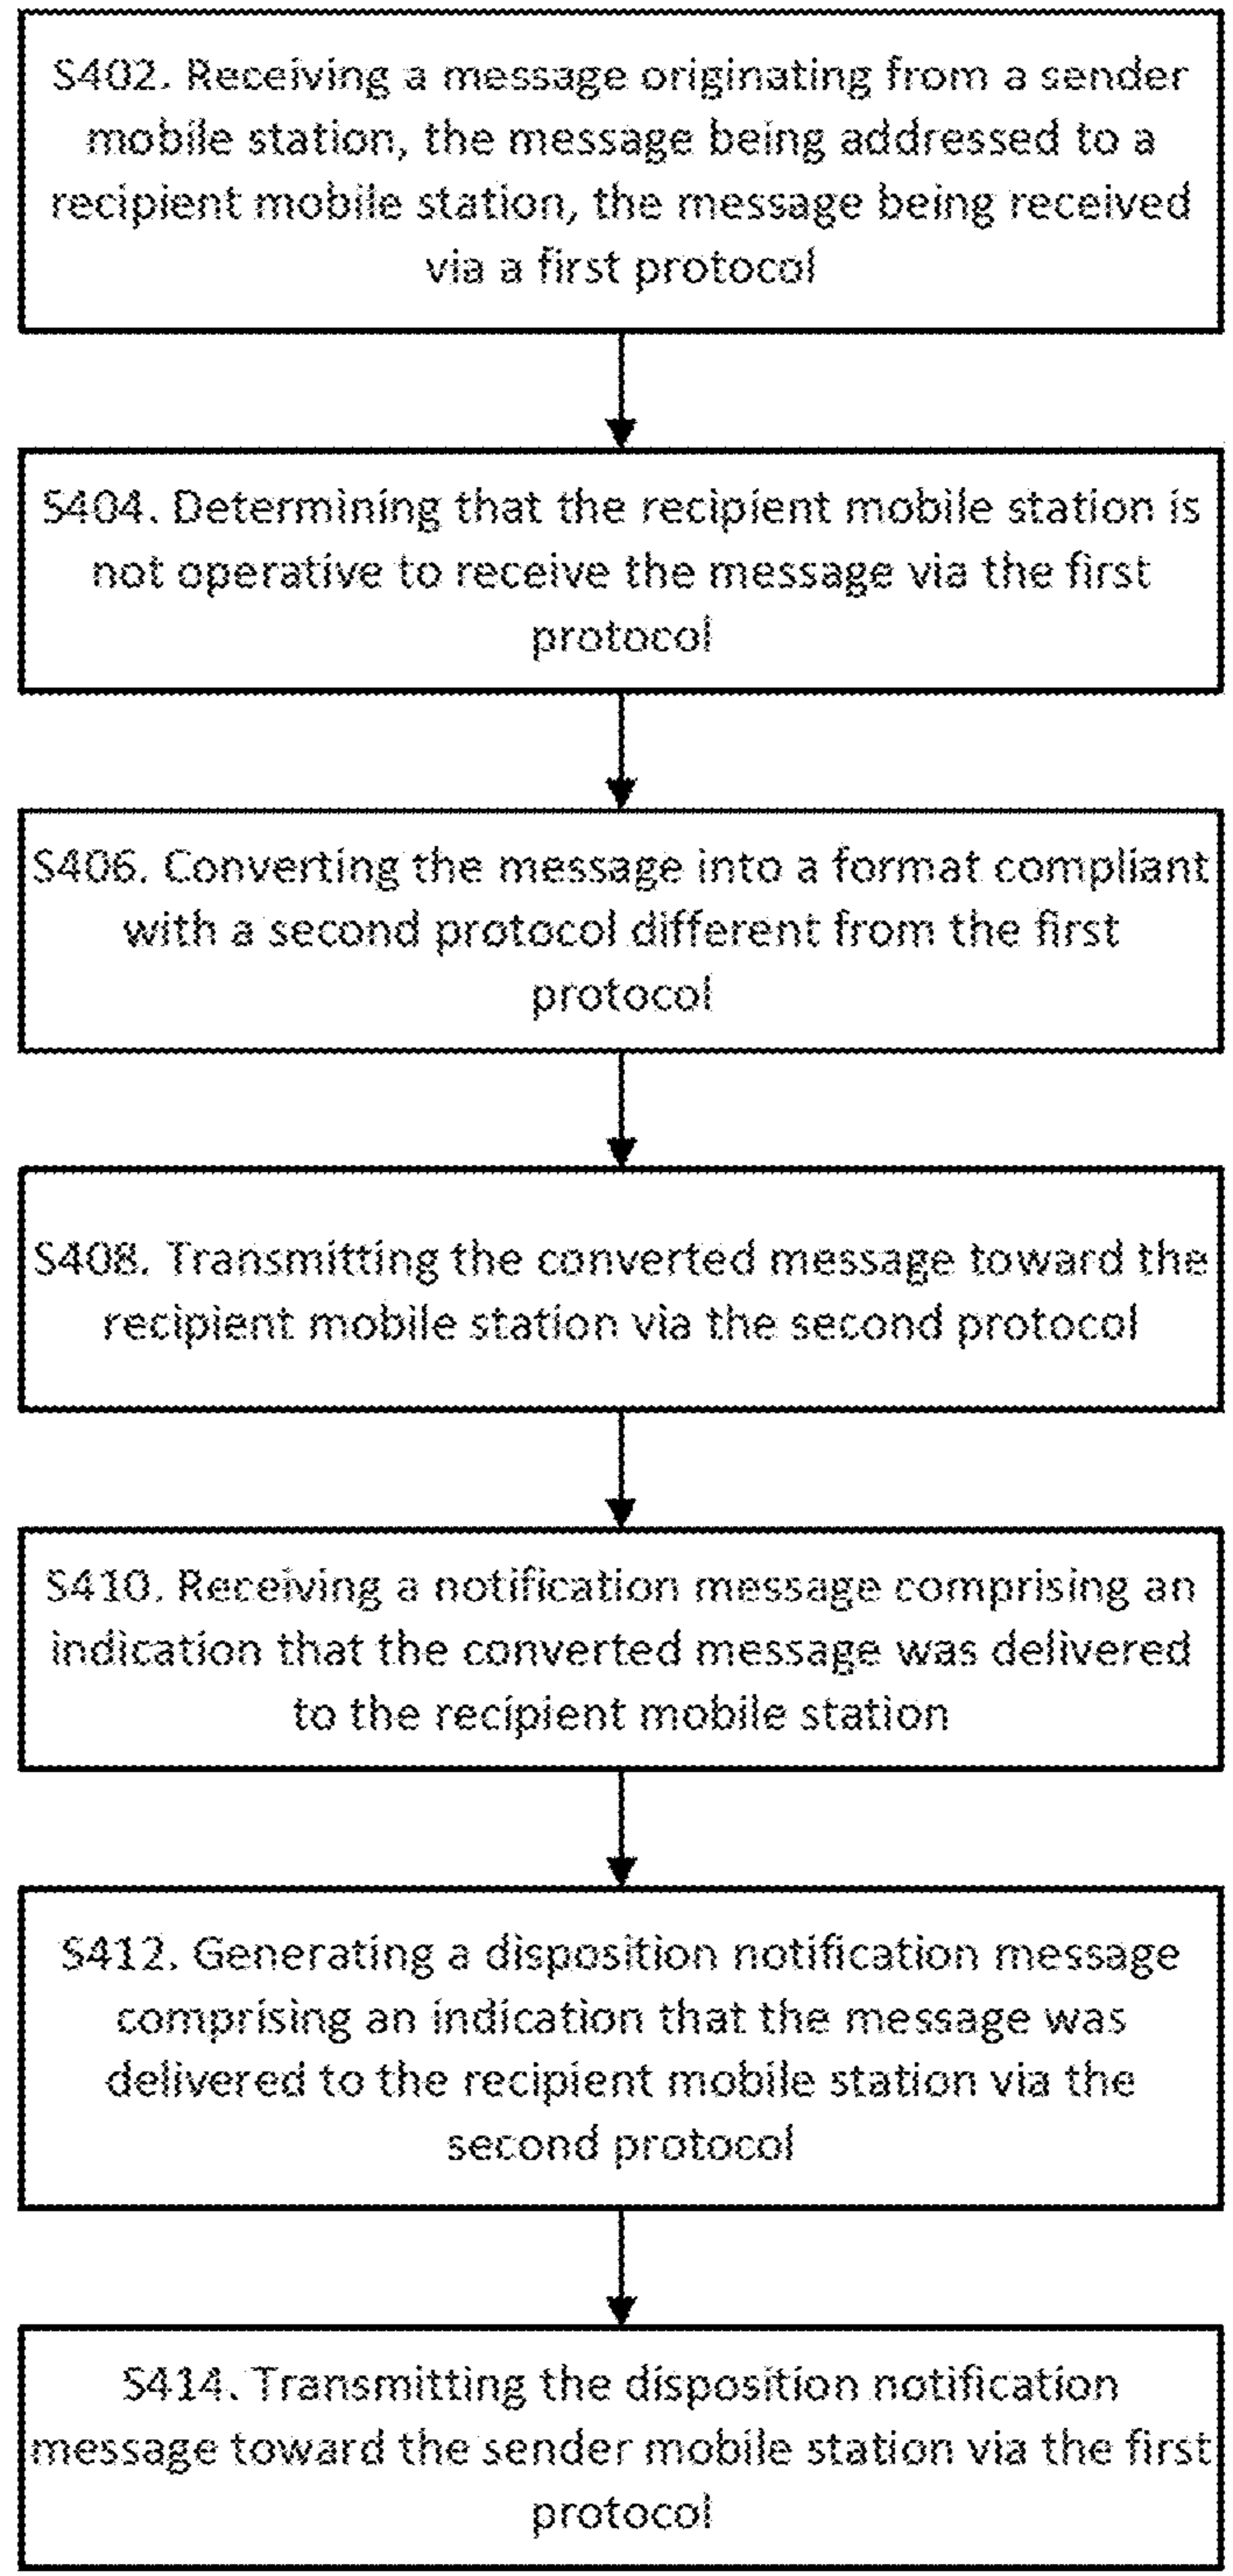 S402. Receiving a message originating from a sender
mobile station, the message being addressed to a
recipient mobile station, the message being received
via a first protocol
S404. Determining that the recipient mobile station is
not operative to receive the message via the first
protocol
S406. Converting the message into a format compliant
with a second protocol different from the first
protocol
S408. Transmitting the converted message toward the
recipient mobile station via the second protocol
S410. Receiving a notification message comprising an
indication that the converted message was delivered
to the recipient mobile station
S412. Generating a disposition notification message
comprising an indication that the message was
delivered to the recipient mobile station via the
second protocol
S414. Transmitting the disposition notification
message toward the sender mobile station via the first
protocol